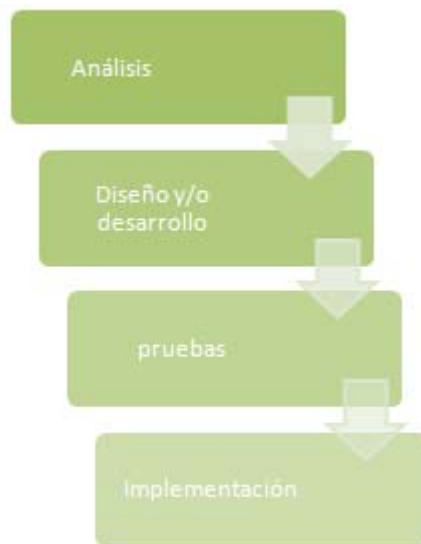 Análisis
Diseño y/o
desarrollo
pruebas
Implementación